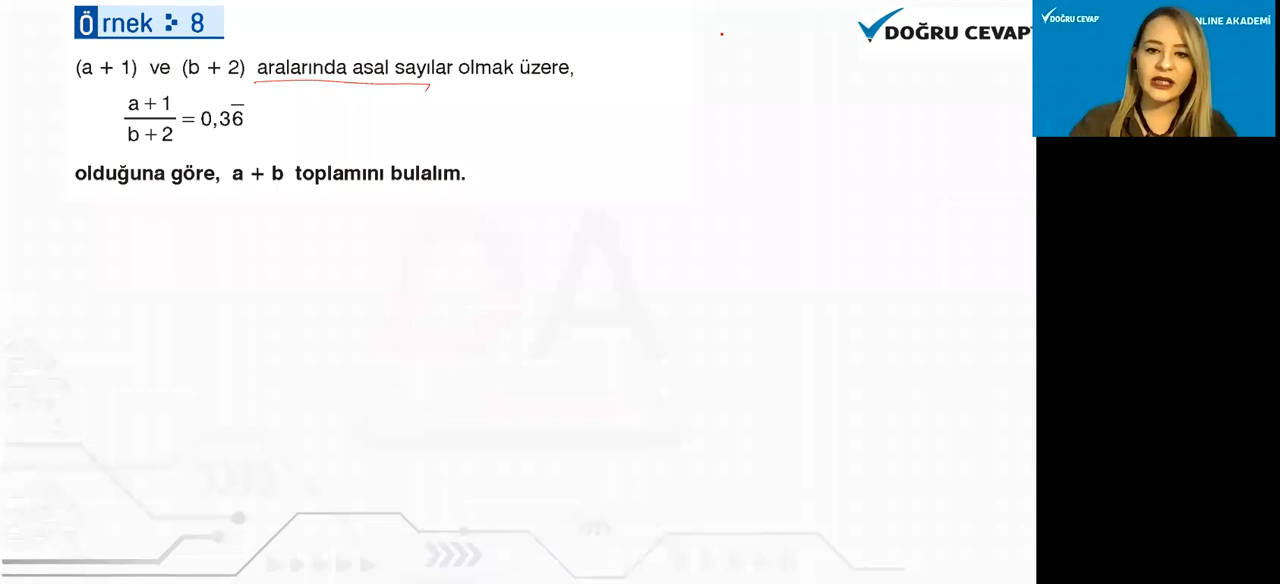 Örnek 8
DOĞRU CEVAP
DOĞRU CEVAP
ONLINE AKADEMİ
(a + 1) ve (b + 2) aralarında asal sayılar olmak üzere,
a + 1
b + 2
= 0,36̅
olduğuna göre, a + b toplamını bulalım.